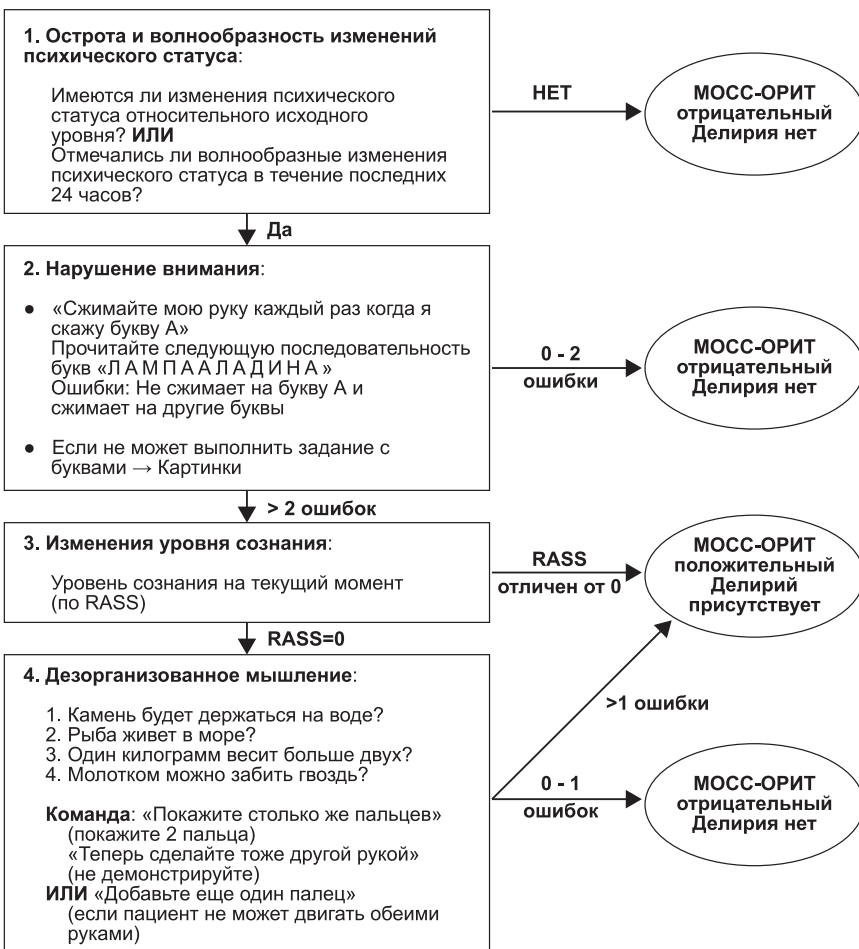 1. Острота и волнообразность изменений
психического статуса:
Имеются ли изменения психического
статуса относительного исходного
уровня? ИЛИ
Отмечались ли волнообразные изменения
психического статуса в течение последних
24 часов?
НЕТ
МОСС-ОРИТ
отрицательный
Делирия нет
Да
2. Нарушение внимания:
● «Сжимайте мою руку каждый раз когда я
скажу букву А»
Прочитайте следующую последовательность
букв «Л А М П А А Л А Д И Н А »
Ошибки: Не сжимает на букву А и
сжимает на другие буквы
● Если не может выполнить задание с
буквами → Картинки
0 - 2
ошибки
МОСС-ОРИТ
отрицательный
Делирия нет
> 2 ошибок
3. Изменения уровня сознания:
Уровень сознания на текущий момент
(по RASS)
RASS
отличен от 0
МОСС-ОРИТ
положительный
Делирий
присутствует
RASS=0
4. Дезорганизованное мышление:
1. Камень будет держаться на воде?
2. Рыба живет в море?
3. Один килограмм весит больше двух?
4. Молотком можно забить гвоздь?
Команда: «Покажите столько же пальцев»
(покажите 2 пальца)
«Теперь сделайте тоже другой рукой»
(не демонстрируйте)
ИЛИ «Добавьте еще один палец»
(если пациент не может двигать обеими
руками)
>1 ошибки
0 - 1
ошибок
МОСС-ОРИТ
отрицательный
Делирия нет